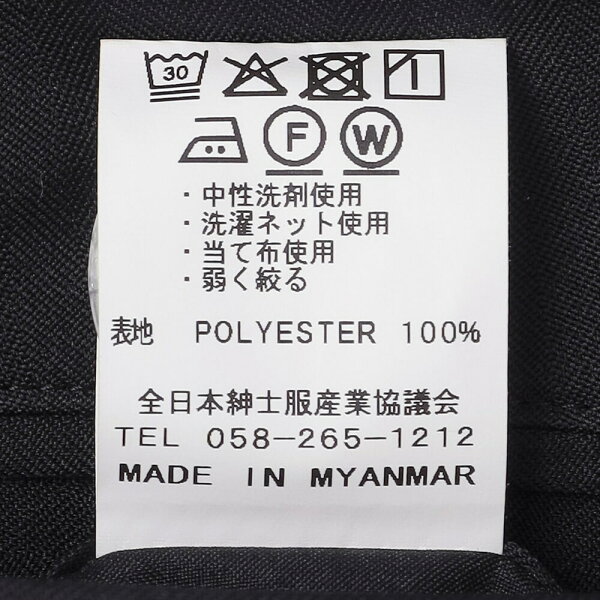 30
F W
・中性洗剤使用
・洗濯ネット使用
・当て布使用
・弱く絞る
表地 POLYESTER 100%
全日本紳士服産業協議会
TEL 058-265-1212
MADE IN MYANMAR